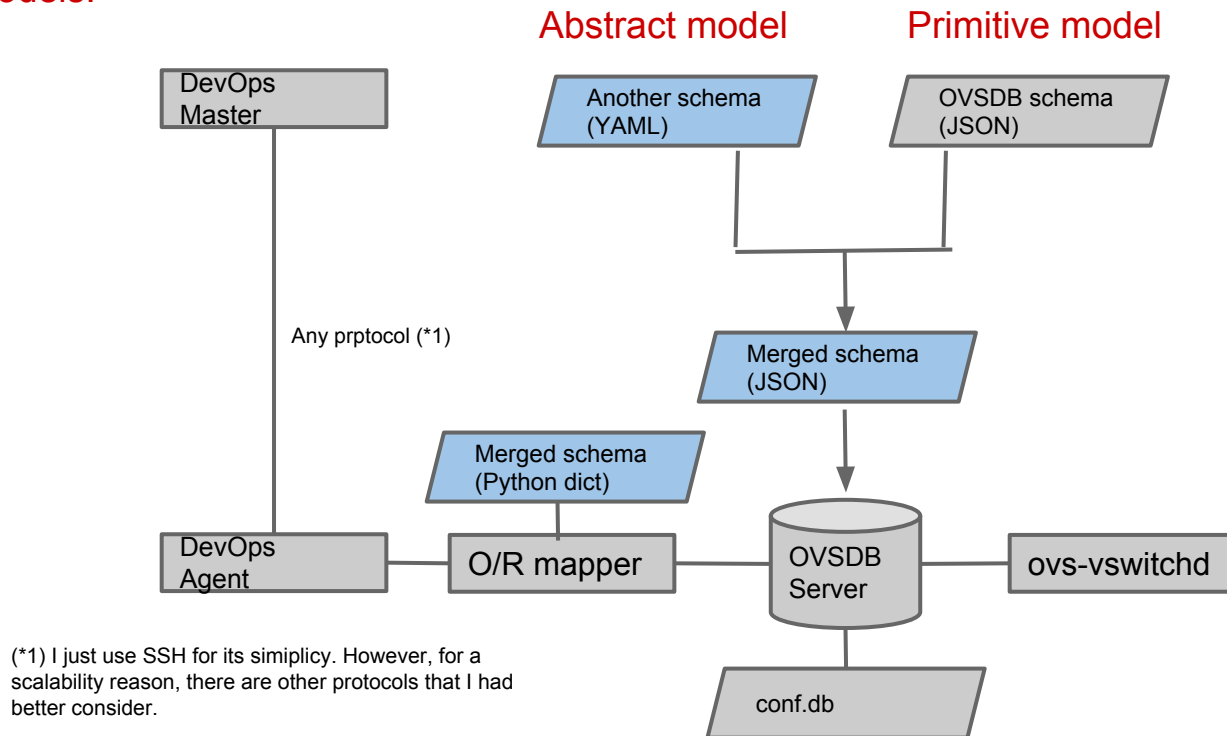 Abstract model
Primitive model
DevOps
Master
Another schema
(YAML)
OVSDB schema
(JSON)
Any prptocol (*1)
Merged schema
(JSON)
Merged schema
(Python dict)
DevOps
Agent
O/R mapper
OVSDB
Server
ovs-vswitchd
(*1) I just use SSH for its simiplicy. However, for a
scalability reason, there are other protocols that I had
better consider.
conf.db